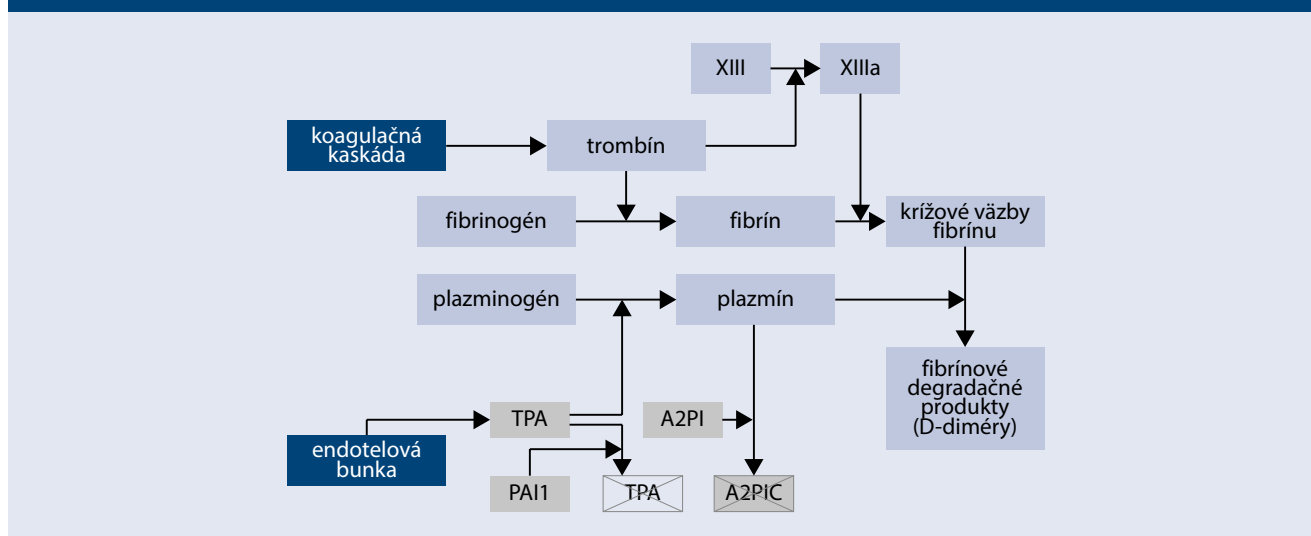 XIII
XIIIa
koagulačná
kaskáda
trombín
fibrinogén
fibrín
krížové väzby
fibrínu
plazminogén
plazmín
fibrínové
degradačné
produkty
(D-diméry)
TPA
A2PI
endotelová
bunka
PAI1
TPA
A2PIC